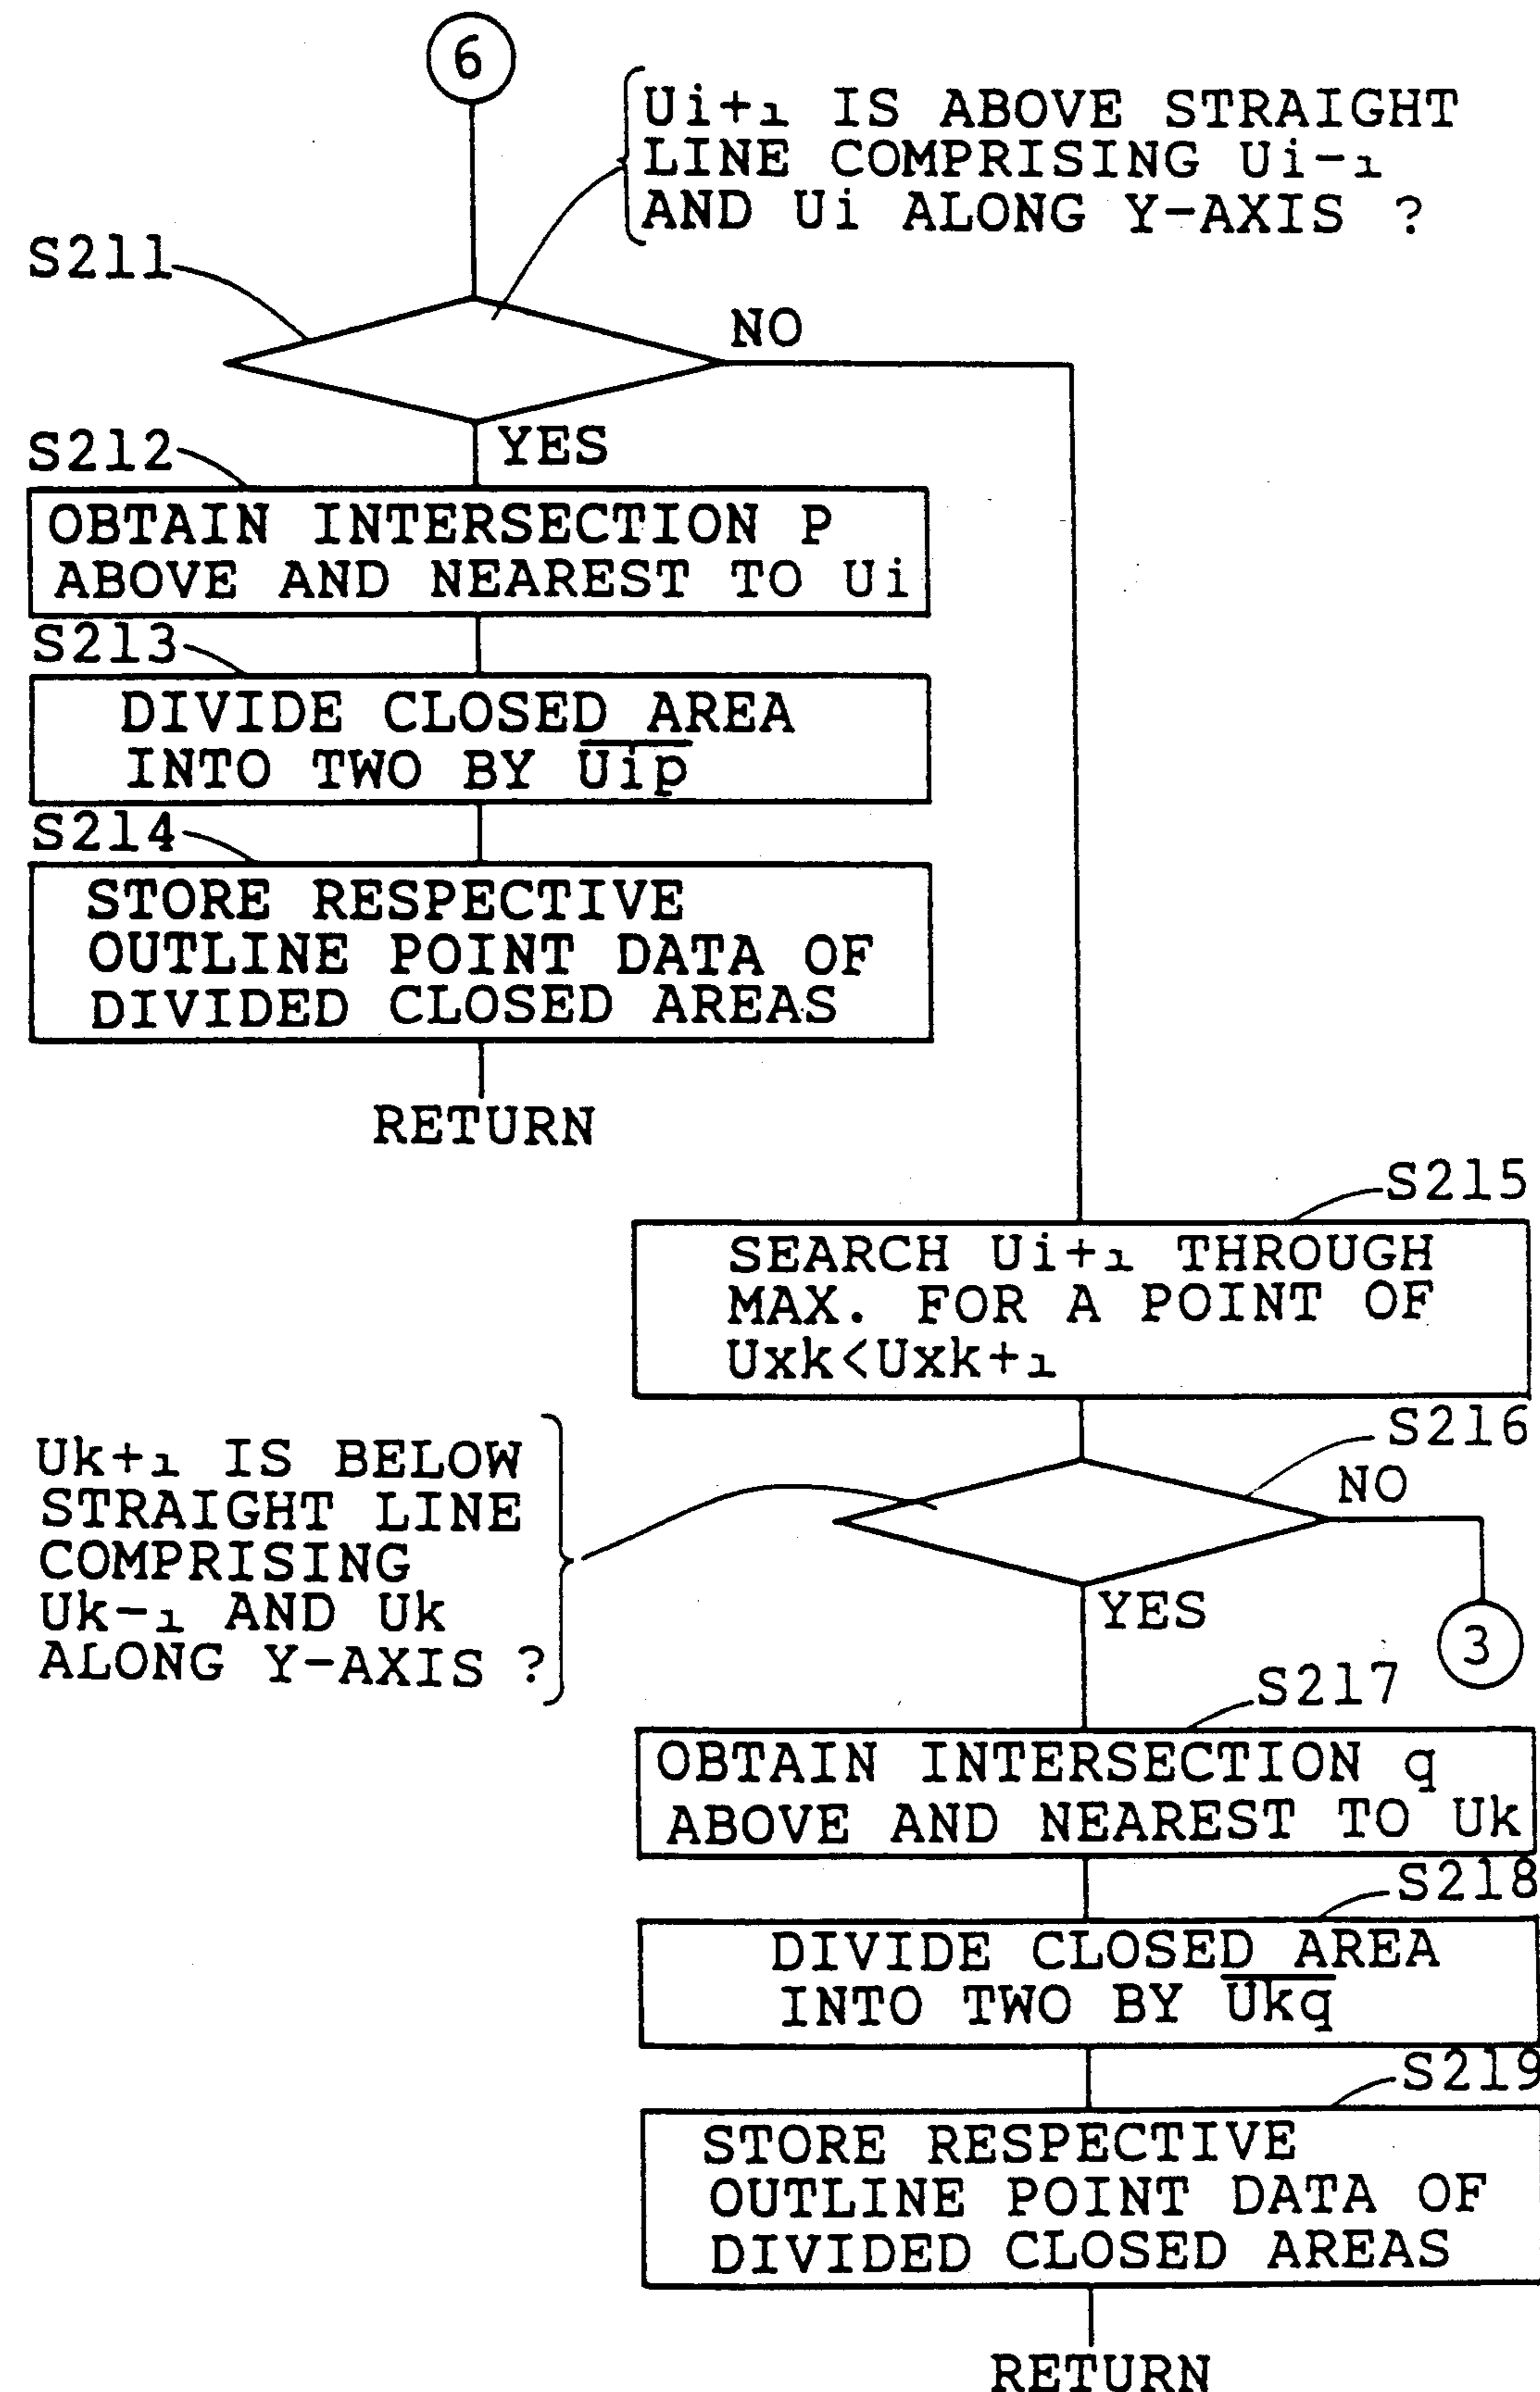 6
Ui+1 IS ABOVE STRAIGHT
LINE COMPRISING Ui-1
AND Ui ALONG Y-AXIS ?
S211
NO
YES
S212
OBTAIN INTERSECTION P
ABOVE AND NEAREST TO Ui
S213
DIVIDE CLOSED AREA
INTO TWO BY U̅i̅p̅
S214
STORE RESPECTIVE
OUTLINE POINT DATA OF
DIVIDED CLOSED AREAS
RETURN
S215
SEARCH Ui+1 THROUGH
MAX. FOR A POINT OF
Uxk<Uxk+1
S216
Uk+1 IS BELOW
STRAIGHT LINE
COMPRISING
Uk-1 AND Uk
ALONG Y-AXIS ?
NO
YES
3
S217
OBTAIN INTERSECTION q
ABOVE AND NEAREST TO Uk
S218
DIVIDE CLOSED AREA
INTO TWO BY U̅k̅q̅
S219
STORE RESPECTIVE
OUTLINE POINT DATA OF
DIVIDED CLOSED AREAS
RETURN